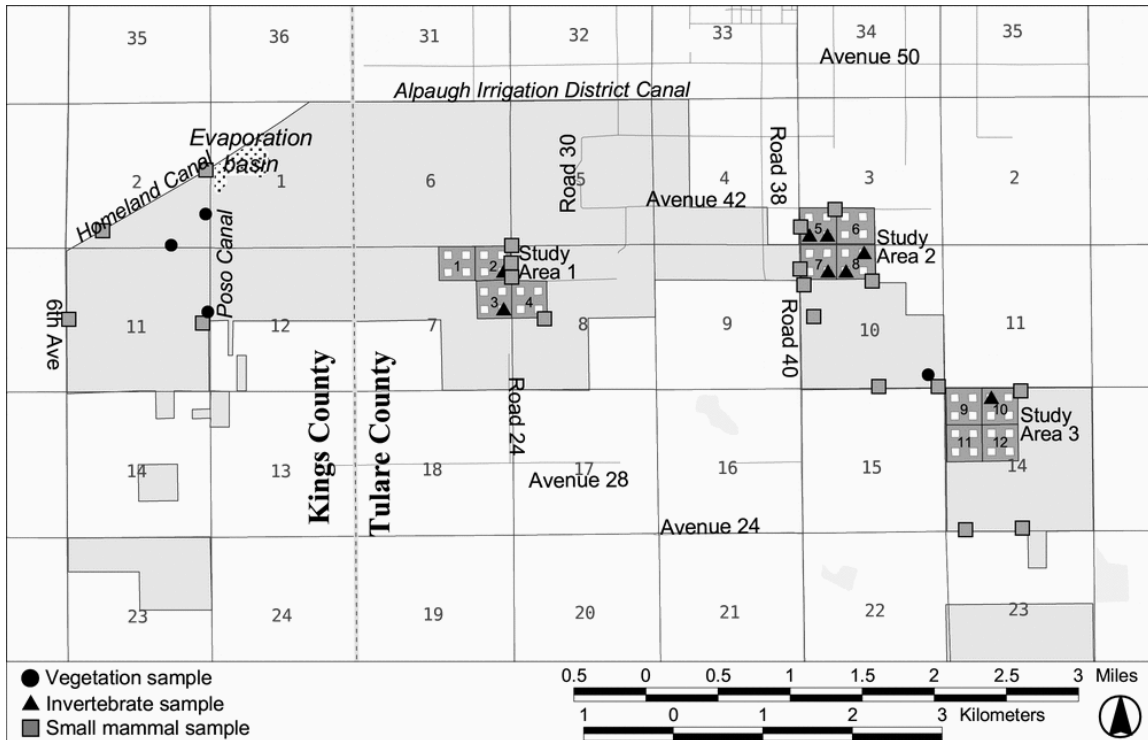 35
36
31
32
33
34
35
Avenue 50
Alpaugh Irrigation District Canal
Evaporation
basin
Homeland Canal
2
1
6
5
4
3
2
Road 30
Road 38
Avenue 42
Poso Canal
1
2
3
4
Study
Area 1
5
6
7
8
Study
Area 2
6th Ave
11
12
7
8
9
10
11
Road 40
Kings County
Tulare County
Road 24
9
10
11
12
Study
Area 3
14
13
18
17
16
15
14
Avenue 28
Avenue 24
23
24
19
20
21
22
23
Vegetation sample
Invertebrate sample
Small mammal sample
0.5 0 0.5 1 1.5 2 2.5 3 Miles
1 0 1 2 3 Kilometers